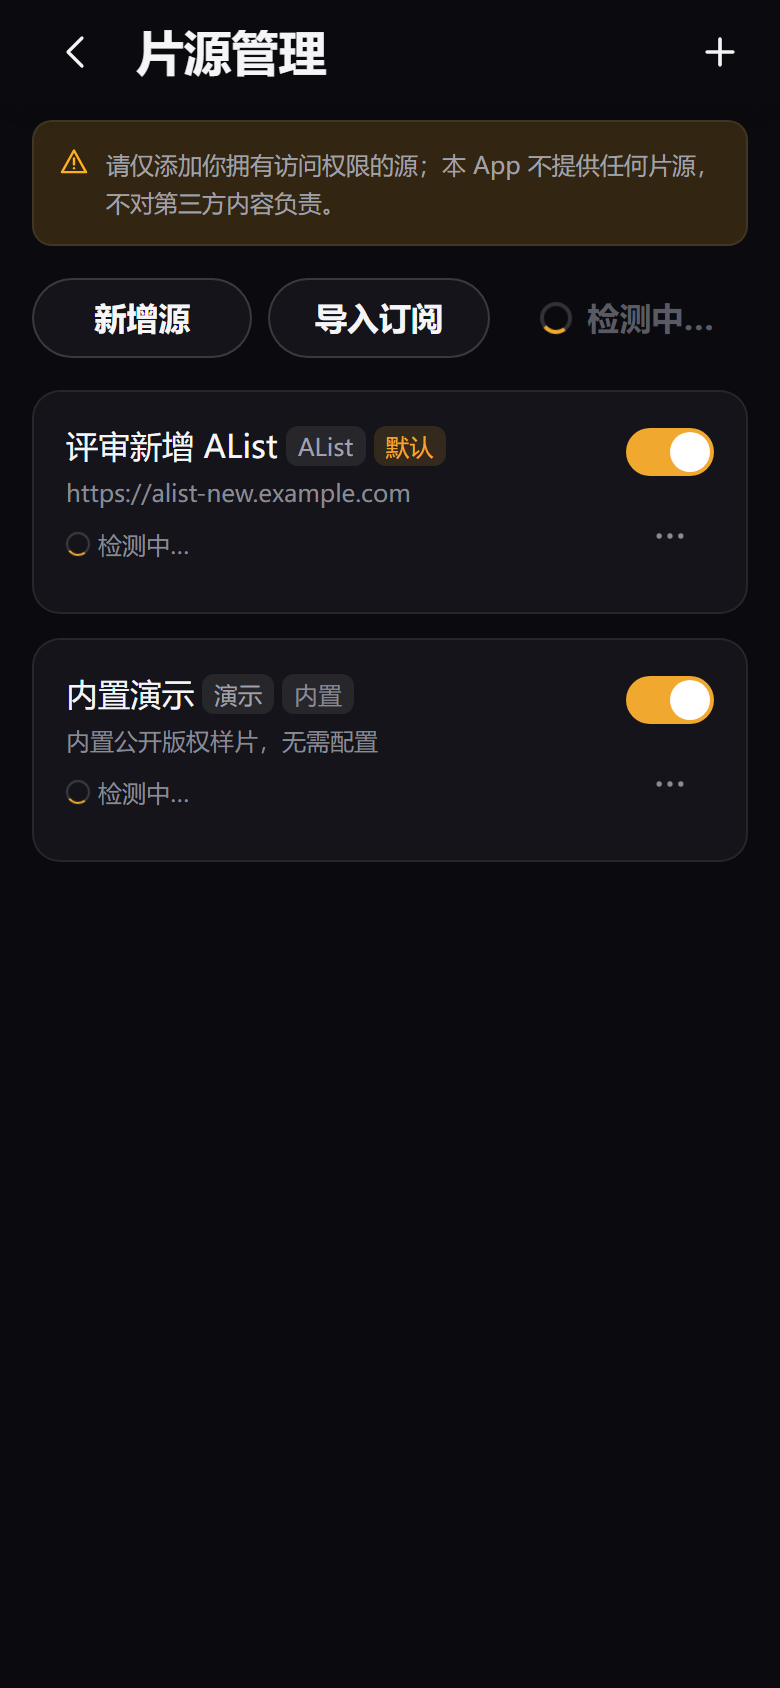 片源管理
请仅添加你拥有访问权限的源；本 App 不提供任何片源，
不对第三方内容负责。
新增源 导入订阅 检测中...
评审新增 AList AList 默认
https://alist-new.example.com
检测中...
内置演示 演示 内置
内置公开版权样片，无需配置
检测中...